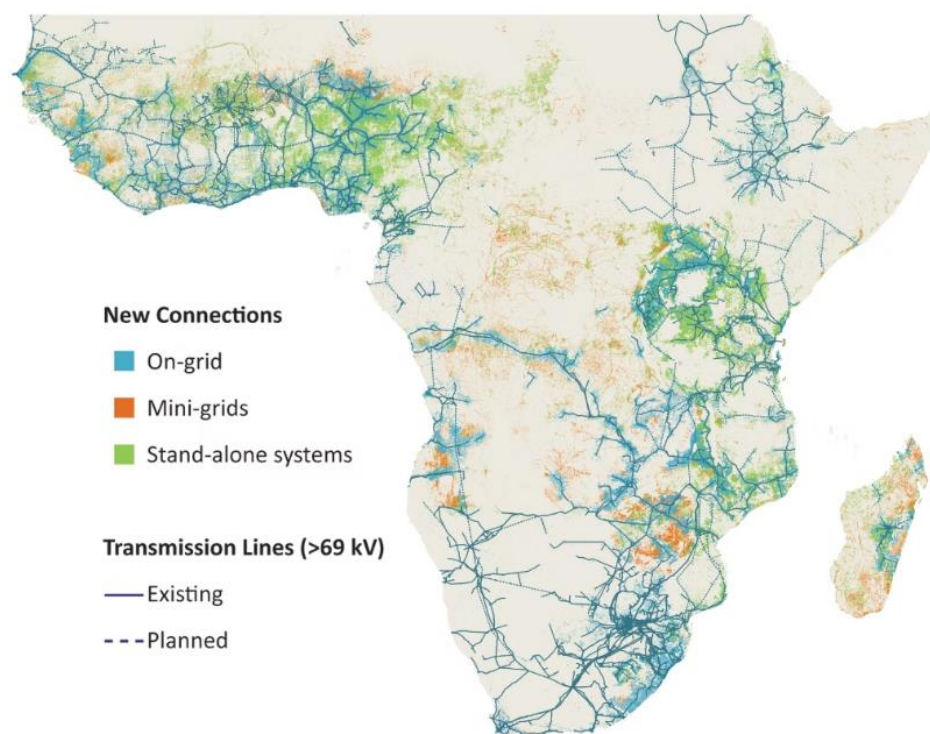 New Connections
On-grid
Mini-grids
Stand-alone systems
Transmission Lines (>69 kV)
Existing
Planned